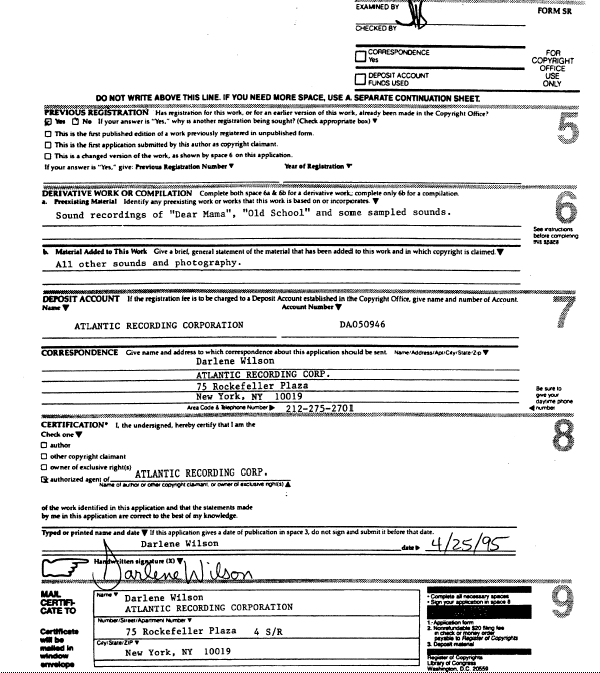 EXAMINED BY
FORM SR
CHECKED BY
CORRESPONDENCE
Yes
FOR
COPYRIGHT
OFFICE
USE
ONLY
DEPOSIT ACCOUNT
FUNDS USED
DO NOT WRITE ABOVE THIS LINE. IF YOU NEED MORE SPACE, USE A SEPARATE CONTINUATION SHEET.
PREVIOUS REGISTRATION Has registration for this work, or for an earlier version of this work, already been made in the Copyright Office?
Yes No If your answer is "Yes," why is another registration being sought? (Check appropriate box) ▼
This is the first published edition of a work previously registered in unpublished form.
This is the first application submitted by this author as copyright claimant.
This is a changed version of the work, as shown by space 6 on this application.
If your answer is "Yes," give: Previous Registration Number ▼ Year of Registration ▼
5
DERIVATIVE WORK OR COMPILATION Complete both space 6a & 6b for a derivative work; complete only 6b for a compilation.
a. Preexisting Material Identify any preexisting work or works that this work is based on or incorporates. ▼
Sound recordings of "Dear Mama", "Old School" and some sampled sounds.
6
See instructions
before completing
this space
b. Material Added to This Work Give a brief, general statement of the material that has been added to this work and in which copyright is claimed. ▼
All other sounds and photography.
DEPOSIT ACCOUNT If the registration fee is to be charged to a Deposit Account established in the Copyright Office, give name and number of Account.
Name ▼ Account Number ▼
ATLANTIC RECORDING CORPORATION DA050946
7
CORRESPONDENCE Give name and address to which correspondence about this application should be sent. Name/Address/Apt/City/State/Zip ▼
Darlene Wilson
ATLANTIC RECORDING CORP.
75 Rockefeller Plaza
New York, NY 10019
Area Code & Telephone Number ▶ 212-275-2701
Be sure to
give your
daytime phone
◀ number
CERTIFICATION* I, the undersigned, hereby certify that I am the
Check one ▼
author
other copyright claimant
owner of exclusive right(s)
authorized agent of ATLANTIC RECORDING CORP.
Name of author or other copyright claimant, or owner of exclusive right(s) ▲
8
of the work identified in this application and that the statements made
by me in this application are correct to the best of my knowledge.
Typed or printed name and date ▼ If this application gives a date of publication in space 3, do not sign and submit it before that date.
Darlene Wilson date ▶ 4/25/95
Handwritten signature (X) ▼
Darlene Wilson
MAIL
CERTIFI-
CATE TO
Certificate
will be
mailed in
window
envelope
Name ▼
Darlene Wilson
ATLANTIC RECORDING CORPORATION
Number/Street/Apartment Number ▼
75 Rockefeller Plaza 4 S/R
City/State/ZIP ▼
New York, NY 10019
• Complete all necessary spaces
• Sign your application in space 8
1. Application form
2. Nonrefundable $20 filing fee
in check or money order
payable to Register of Copyrights
3. Deposit material
Register of Copyrights
Library of Congress
Washington, D.C. 20559
9